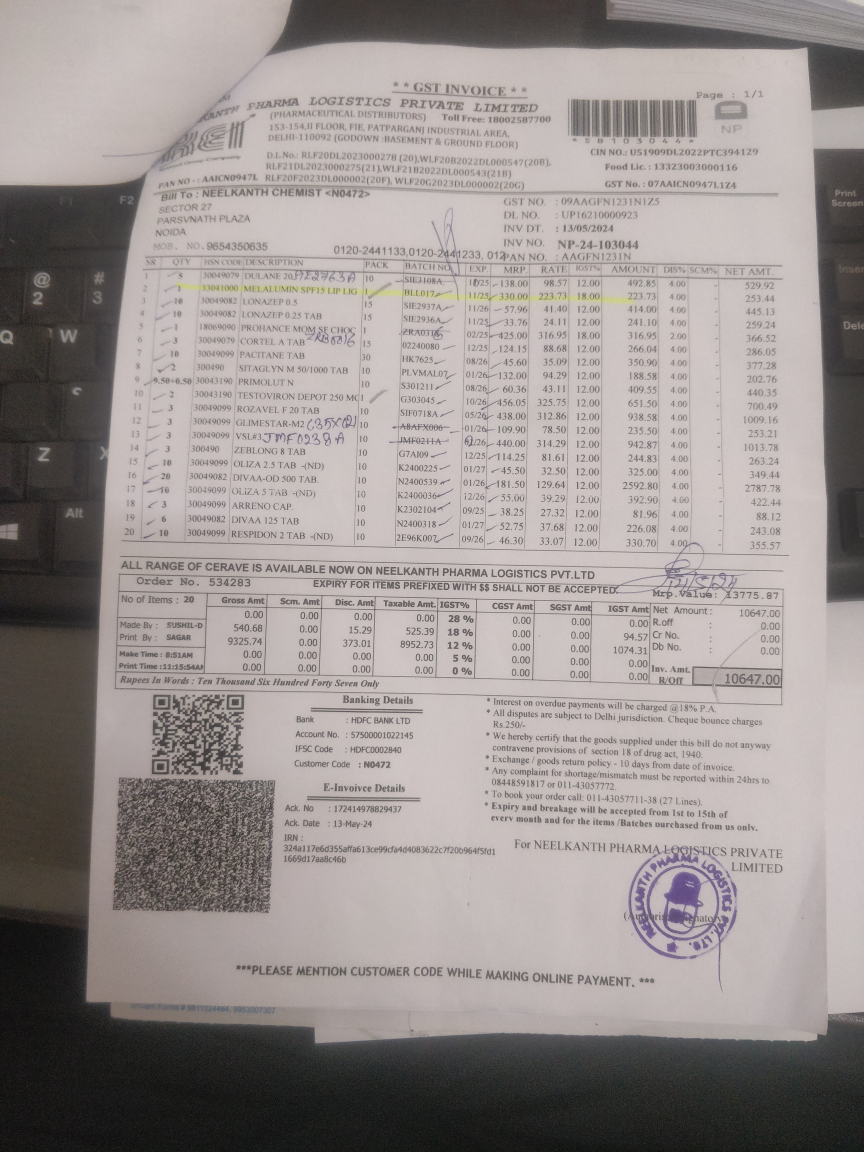 ** GST INVOICE **
Page : 1/1
PHARMA LOGISTICS PRIVATE LIMITED
(PHARMACEUTICAL DISTRIBUTORS) Toll Free: 18002587700
153-154,II FLOOR, FIE, PATPARGANJ INDUSTRIAL AREA,
DELHI-110092 (GODOWN :BASEMENT & GROUND FLOOR)
NP
*58103044*
CIN NO.: U51909DL2022PTC394129
D.L.No.: RLF20DL2023000278 (20),WLF20B2022DL000547(20B),
RLF21DL2023000275(21),WLF21B2022DL000543(21B)
Food Lic.: 13323003000116
PAN NO - : AAICN0947L RLF20F2023DL000002(20F), WLF20G2023DL000002(20G)
GST No.: 07AAICN0947L1Z4
Bill To : NEELKANTH CHEMIST <N0472>
SECTOR 27
PARSVNATH PLAZA
NOIDA
MOB. NO.9654350635
0120-2441133,0120-2441233, 012
GST NO. : 09AAGFN1231N1Z5
DL NO. : UP16210000923
INV DT. : 13/05/2024
INV NO. NP-24-103044
PAN NO. : AAGFN1231N
SR QTY HSN CODE DESCRIPTION PACK BATCH NO. EXP. MRP. RATE IGST% AMOUNT DIS% SCM% NET AMT.
1 5 30049079 DULANE 20 10 SIE3108A 10/25 138.00 98.57 12.00 492.85 4.00 - 529.92
2 1 33041000 MELALUMIN SPF15 LIP LIG 1 BLL017 11/25 330.00 223.73 18.00 223.73 4.00 - 253.44
3 10 30049082 LONAZEP 0.5 15 SIE2937A 11/26 57.96 41.40 12.00 414.00 4.00 - 445.13
4 10 30049082 LONAZEP 0.25 TAB 15 SIE2936A 11/25 33.76 24.11 12.00 241.10 4.00 - 259.24
5 1 18069090 PROHANCE MOM SF CHOC 1 02/25 425.00 316.95 18.00 316.95 2.00 - 366.52
6 3 30049079 CORTEL A TAB 15 02240080 12/25 124.15 88.68 12.00 266.04 4.00 - 286.05
7 10 30049099 PACITANE TAB 30 HK7625 08/26 45.60 35.09 12.00 350.90 4.00 - 377.28
8 2 300490 SITAGLYN M 50/1000 TAB 10 PLVMAL07 01/26 132.00 94.29 12.00 188.58 4.00 - 202.76
9 9.50+0.50 30043190 PRIMOLUT N 10 S301211 08/26 60.36 43.11 12.00 409.55 4.00 - 440.35
10 2 30043190 TESTOVIRON DEPOT 250 MG 1 G303045 10/26 456.05 325.75 12.00 651.50 4.00 - 700.49
11 3 30049099 ROZAVEL F 20 TAB 10 SIF0718A 05/26 438.00 312.86 12.00 938.58 4.00 - 1009.16
12 3 30049099 GLIMESTAR-M2 10 A8AFX006 01/26 109.90 78.50 12.00 235.50 4.00 - 253.21
13 3 30049099 VSL#3 JMF0238A 10 JMF0211A 440.00 314.29 12.00 942.87 4.00 - 1013.78
14 3 300490 ZEBLONG 8 TAB 10 G7AI09 12/25 114.25 81.61 12.00 244.83 4.00 - 263.24
15 10 30049099 OLIZA 2.5 TAB -(ND) 10 K2400225 01/27 45.50 32.50 12.00 325.00 4.00 - 349.44
16 20 30049082 DIVAA-OD 500 TAB. 10 N2400539 01/26 181.50 129.64 12.00 2592.80 4.00 - 2787.78
17 10 30049099 OLIZA 5 TAB -(ND) 10 K2400036 12/26 55.00 39.29 12.00 392.90 4.00 - 422.44
18 3 30049099 ARRENO CAP. 10 K2302104 09/25 38.25 27.32 12.00 81.96 4.00 - 88.12
19 6 30049082 DIVAA 125 TAB 10 N2400318 01/27 52.75 37.68 12.00 226.08 4.00 - 243.08
20 10 30049099 RESPIDON 2 TAB -(ND) 10 2E96K007 09/26 46.30 33.07 12.00 330.70 4.00 - 355.57
ALL RANGE OF CERAVE IS AVAILABLE NOW ON NEELKANTH PHARMA LOGISTICS PVT.LTD
Order No. 534283 EXPIRY FOR ITEMS PREFIXED WITH $$ SHALL NOT BE ACCEPTED.
Mrp.Value: 13775.87
No of Items : 20
Made By : SUSHIL-D
Print By : SAGAR
Make Time : 8:51AM
Print Time :11:15:54AM
Gross Amt Scm. Amt Disc. Amt Taxable Amt. IGST% CGST Amt SGST Amt IGST Amt
0.00 0.00 0.00 0.00 28 % 0.00 0.00 0.00
540.68 0.00 15.29 525.39 18 % 0.00 0.00 94.57
9325.74 0.00 373.01 8952.73 12 % 0.00 0.00 1074.31
0.00 0.00 0.00 0.00 5 % 0.00 0.00 0.00
0.00 0.00 0.00 0.00 0 % 0.00 0.00 0.00
Net Amount : 10647.00
R.off : 0.00
Cr No. : 0.00
Db No. : 0.00
Inv. Amt. R/Off 10647.00
Rupees In Words : Ten Thousand Six Hundred Forty Seven Only
Banking Details
Bank : HDFC BANK LTD
Account No. : 57500001022145
IFSC Code : HDFC0002840
Customer Code : N0472
E-Invoivce Details
Ack. No : 172414978829437
Ack. Date : 13-May-24
IRN :
324a117e6d355affa613ce99cfa4d4083622c7f20b964f5fd1
1669d17aa8c46b
* Interest on overdue payments will be charged @18% P.A.
* All disputes are subject to Delhi jurisdiction. Cheque bounce charges
Rs.250/-
* We hereby certify that the goods supplied under this bill do not anyway
contravene provisions of section 18 of drug act, 1940.
* Exchange / goods return policy - 10 days from date of invoice.
* Any complaint for shortage/mismatch must be reported within 24hrs to
08448591817 or 011-43057772.
* To book your order call: 011-43057711-38 (27 Lines).
* Expiry and breakage will be accepted from 1st to 15th of
every month and for the items /Batches purchased from us only.
For NEELKANTH PHARMA LOGISTICS PRIVATE
LIMITED
NEELKANTH PHARMA LOGISTICS PVT. LTD.
***PLEASE MENTION CUSTOMER CODE WHILE MAKING ONLINE PAYMENT. ***
F2
@
2
#
3
Q
W
Z
X
Alt
Print
Screen